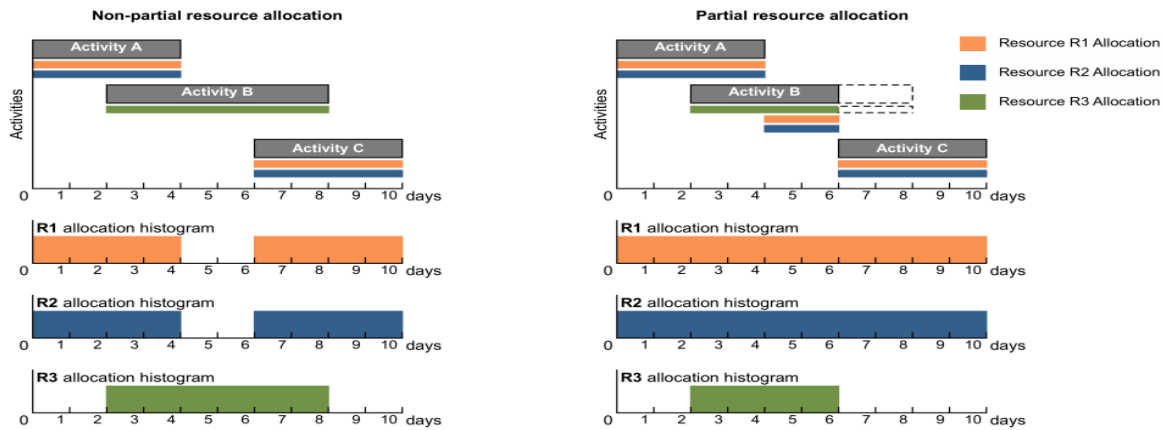 Non-partial resource allocation
Activity A
Activity B
Activity C
Activities
0 1 2 3 4 5 6 7 8 9 10 days
R1 allocation histogram
0 1 2 3 4 5 6 7 8 9 10 days
R2 allocation histogram
0 1 2 3 4 5 6 7 8 9 10 days
R3 allocation histogram
0 1 2 3 4 5 6 7 8 9 10 days
Partial resource allocation
Activity A
Activity B
Activity C
Activities
0 1 2 3 4 5 6 7 8 9 10 days
R1 allocation histogram
0 1 2 3 4 5 6 7 8 9 10 days
R2 allocation histogram
0 1 2 3 4 5 6 7 8 9 10 days
R3 allocation histogram
0 1 2 3 4 5 6 7 8 9 10 days
Resource R1 Allocation
Resource R2 Allocation
Resource R3 Allocation